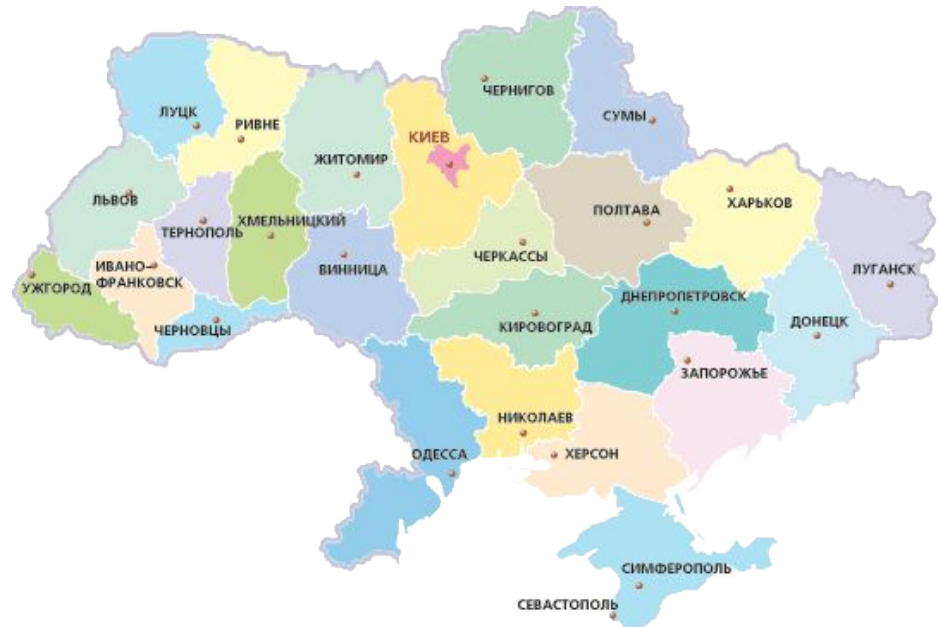 ЧЕРНИГОВ
ЛУЦК
СУМЫ
РИВНЕ
КИЕВ
ЖИТОМИР
ЛЬВОВ
ХАРЬКОВ
ПОЛТАВА
ХМЕЛЬНИЦКИЙ
ТЕРНОПОЛЬ
ЧЕРКАССЫ
ИВАНО-
ФРАНКОВСК
ВИННИЦА
ЛУГАНСК
УЖГОРОД
ДНЕПРОПЕТРОВСК
ДОНЕЦК
ЧЕРНОВЦЫ
КИРОВОГРАД
ЗАПОРОЖЬЕ
НИКОЛАЕВ
ОДЕССА
ХЕРСОН
СИМФЕРОПОЛЬ
СЕВАСТОПОЛЬ